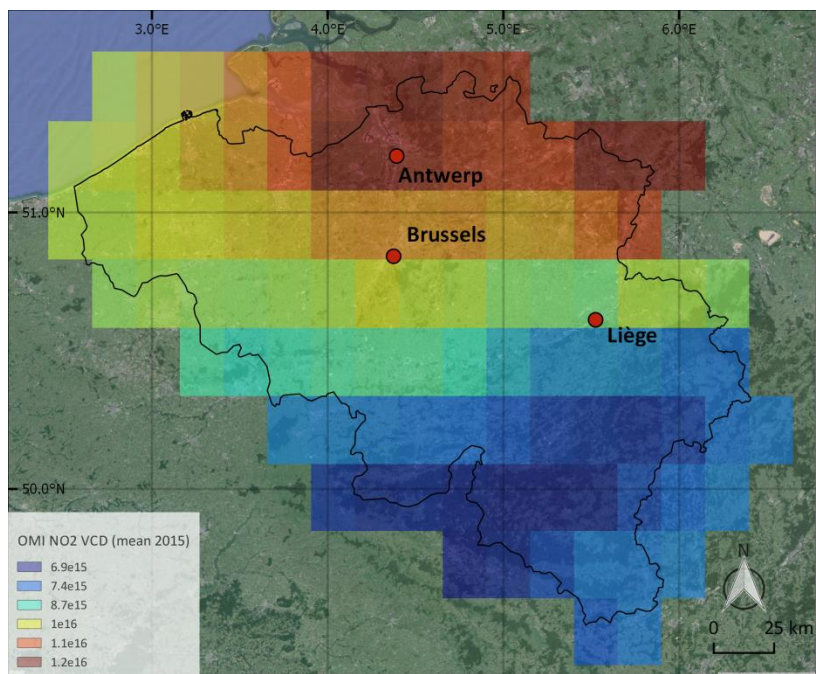 3.0°E 4.0°E 5.0°E 6.0°E
Antwerp
51.0°N
Brussels
Liège
50.0°N
OMI NO2 VCD (mean 2015)
6.9e15
7.4e15
8.7e15
1e16
1.1e16
1.2e16
N
0 25 km